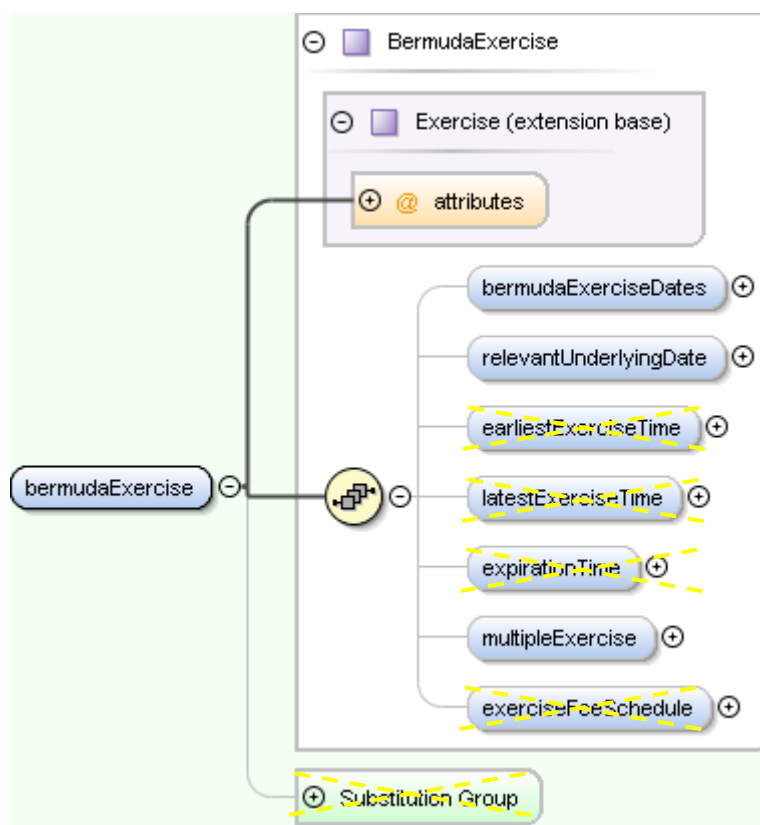 BermudaExercise
Exercise (extension base)
@ attributes
bermudaExerciseDates
relevantUnderlyingDate
earliestExerciseTime
bermudaExercise
latestExerciseTime
expirationTime
multipleExercise
exerciseFeeSchedule
Substitution Group